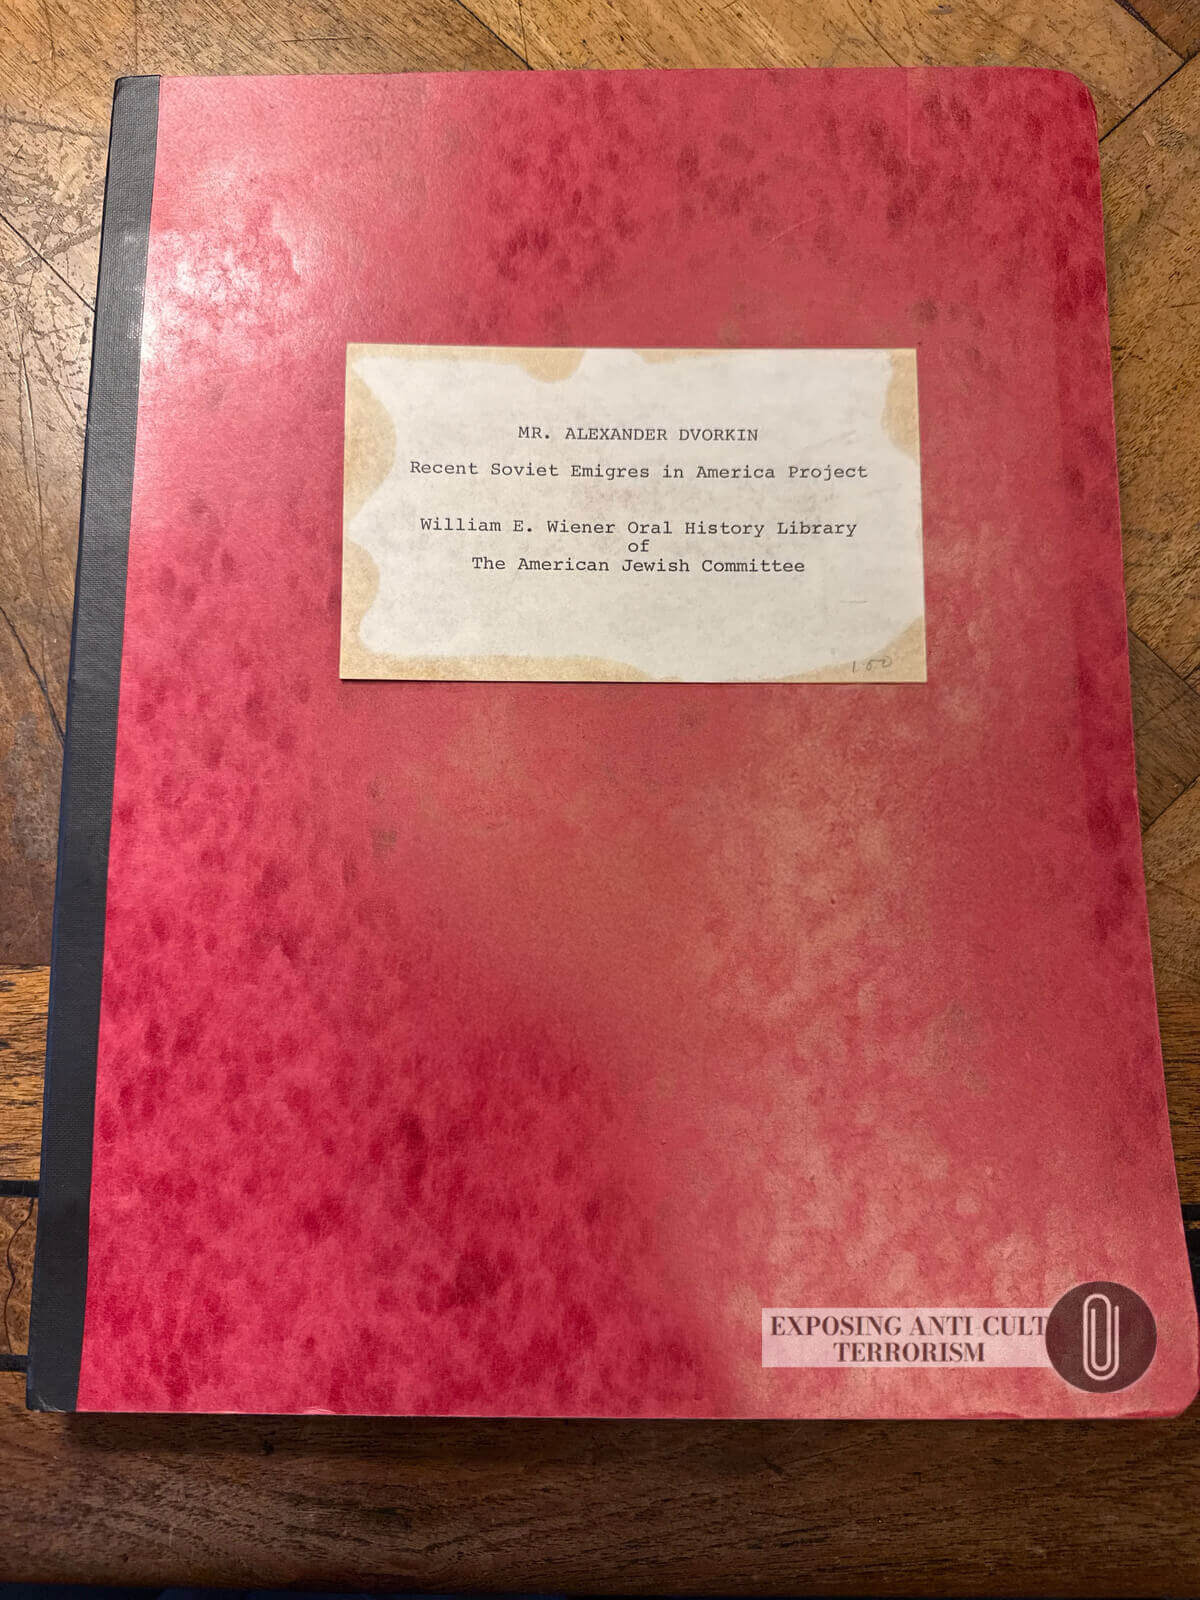 MR. ALEXANDER DVORKIN
Recent Soviet Emigres in America Project
William E. Wiener Oral History Library
of
The American Jewish Committee
100
EXPOSING ANTI CULT
TERRORISM